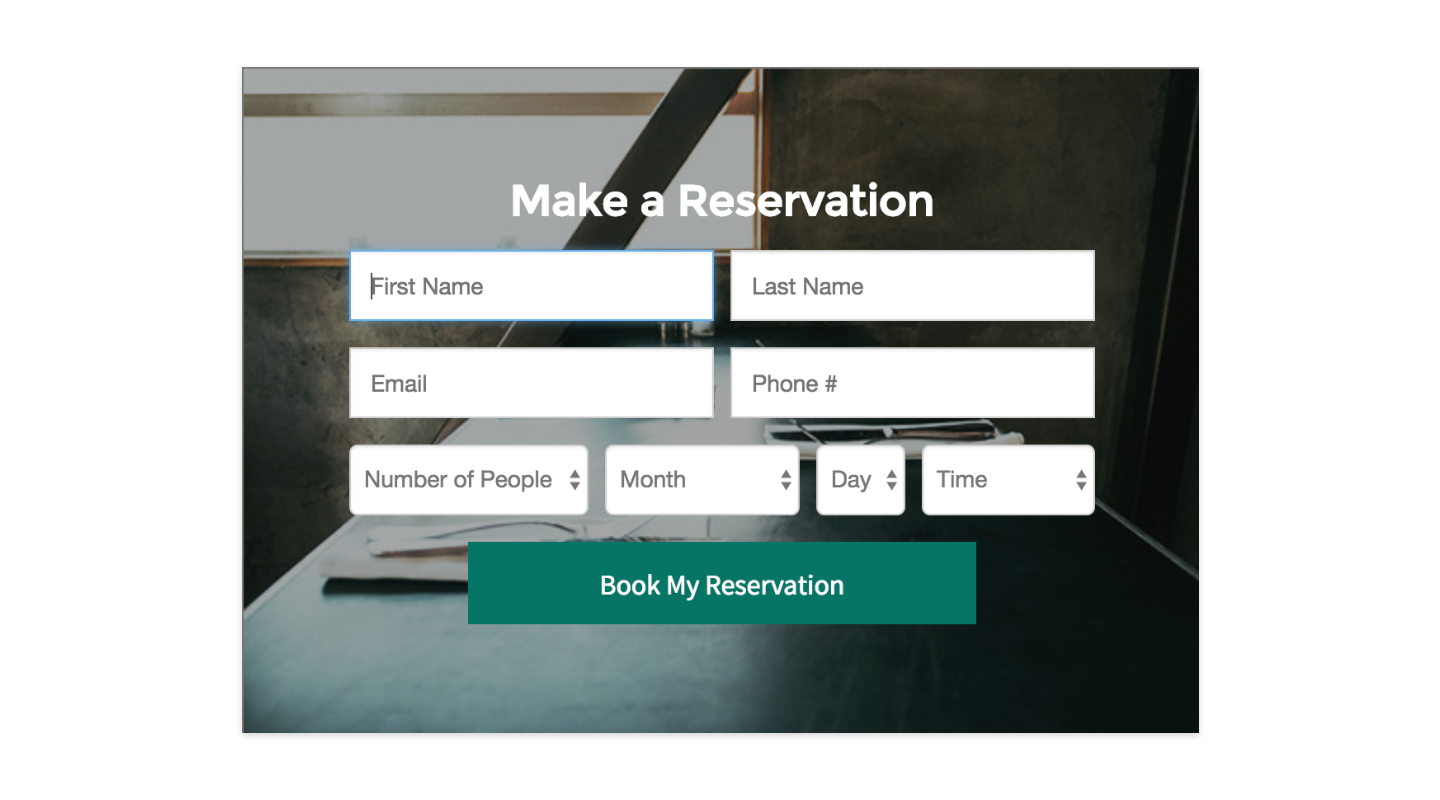 Make a Reservation
First Name Last Name
Email Phone #
Number of People Month Day Time
Book My Reservation